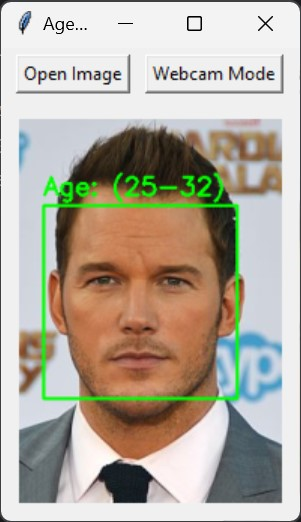 Age...
Open Image
Webcam Mode
Age: (25-32)